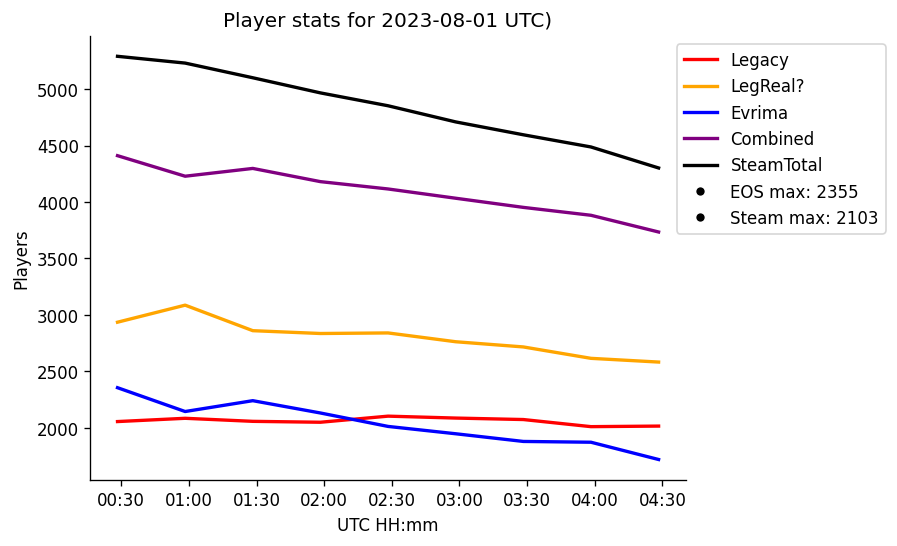 Player stats for 2023-08-01 UTC)
Legacy
LegReal?
Evrima
Combined
SteamTotal
EOS max: 2355
Steam max: 2103
Players
5000
4500
4000
3500
3000
2500
2000
00:30 01:00 01:30 02:00 02:30 03:00 03:30 04:00 04:30
UTC HH:mm